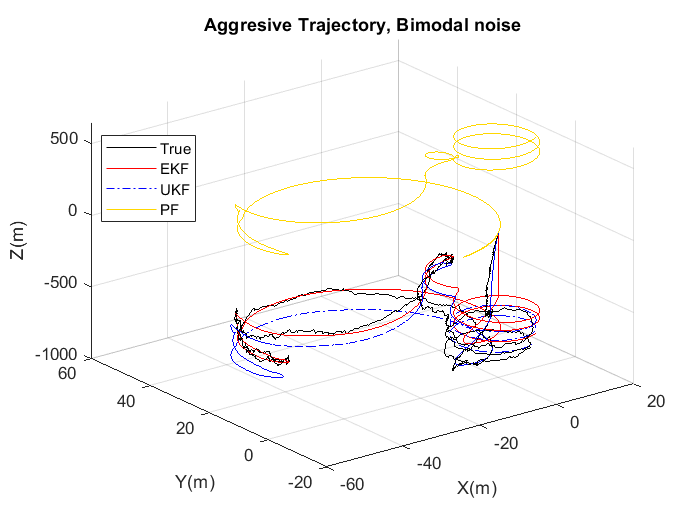 Aggresive Trajectory, Bimodal noise
500
0
-500
-1000
Z(m)
True
EKF
UKF
PF
60
40
20
0
-20
Y(m)
-60
-40
-20
0
20
X(m)